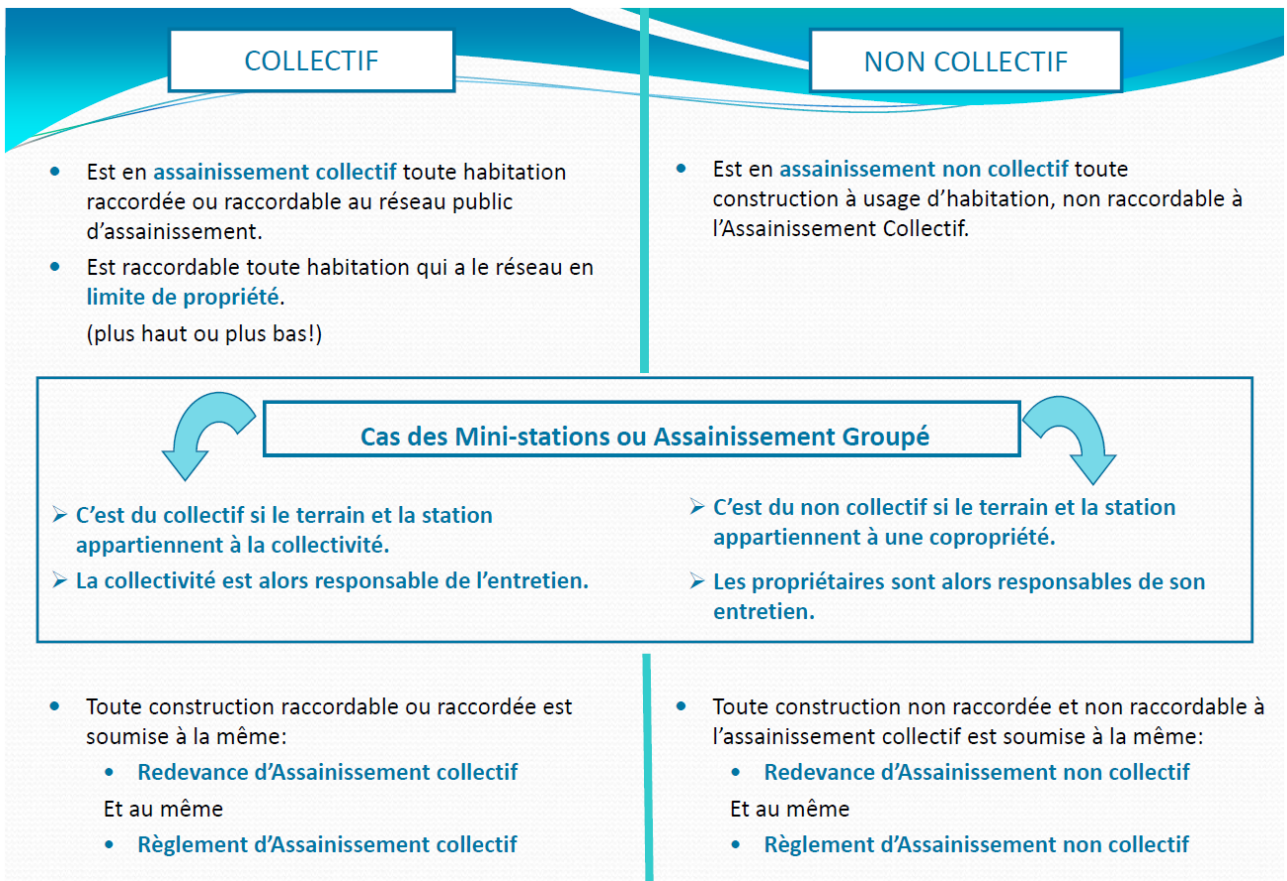 COLLECTIF
• Est en assainissement collectif toute habitation
raccordée ou raccordable au réseau public
d’assainissement.
• Est raccordable toute habitation qui a le réseau en
limite de propriété.
(plus haut ou plus bas!)
NON COLLECTIF
• Est en assainissement non collectif toute
construction à usage d’habitation, non raccordable à
l’Assainissement Collectif.
Cas des Mini-stations ou Assainissement Groupé
➢ C’est du collectif si le terrain et la station
appartiennent à la collectivité.
➢ La collectivité est alors responsable de l’entretien.
➢ C’est du non collectif si le terrain et la station
appartiennent à une copropriété.
➢ Les propriétaires sont alors responsables de son
entretien.
• Toute construction raccordable ou raccordée est
soumise à la même:
• Redevance d’Assainissement collectif
Et au même
• Règlement d’Assainissement collectif
• Toute construction non raccordée et non raccordable à
l’assainissement collectif est soumise à la même:
• Redevance d’Assainissement non collectif
Et au même
• Règlement d’Assainissement non collectif